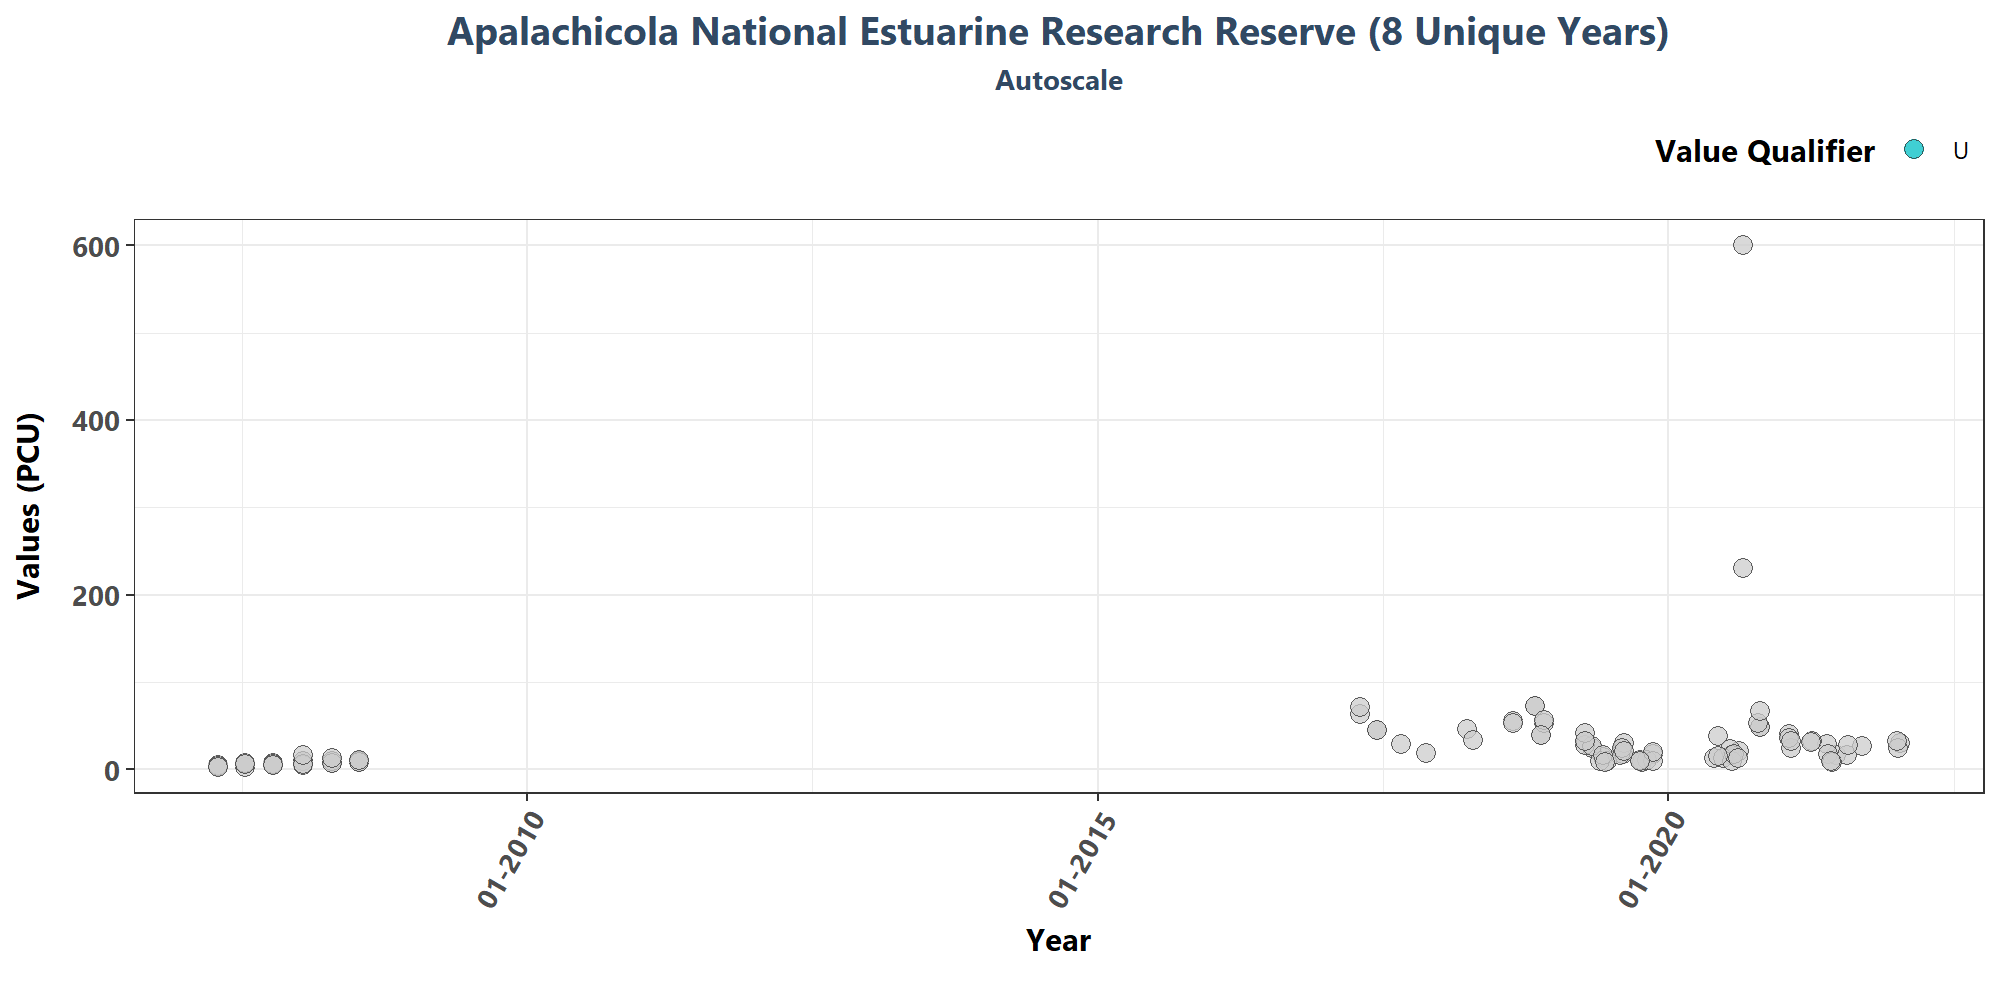 Apalachicola National Estuarine Research Reserve (8 Unique Years)
Autoscale
Value Qualifier U
600
400
200
0
Values (PCU)
01-2010
01-2015
01-2020
Year